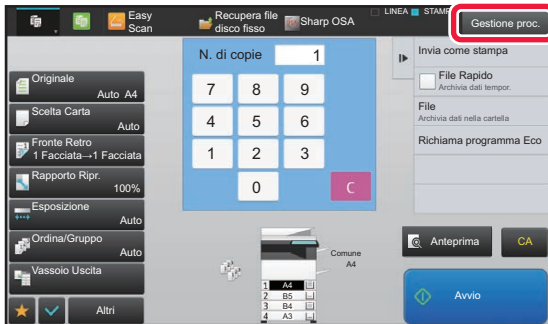 Easy
Scan
Recupera file
disco fisso
Sharp OSA
LINEA
STAMP
Gestione proc.
Originale
Auto A4
Scelta Carta
Auto
Fronte Retro
1 Facciata→1 Facciata
Rapporto Ripr.
100%
Esposizione
Auto
Ordina/Gruppo
Auto
Vassoio Uscita
Altri
N. di copie 1
7 8 9
4 5 6
1 2 3
0 C
Comune
A4
1 A4
2 B5
3 B4
4 A3
Invia come stampa
File Rapido
Archivia dati tempor.
File
Archivia dati nella cartella
Richiama programma Eco
Anteprima
CA
Avvio